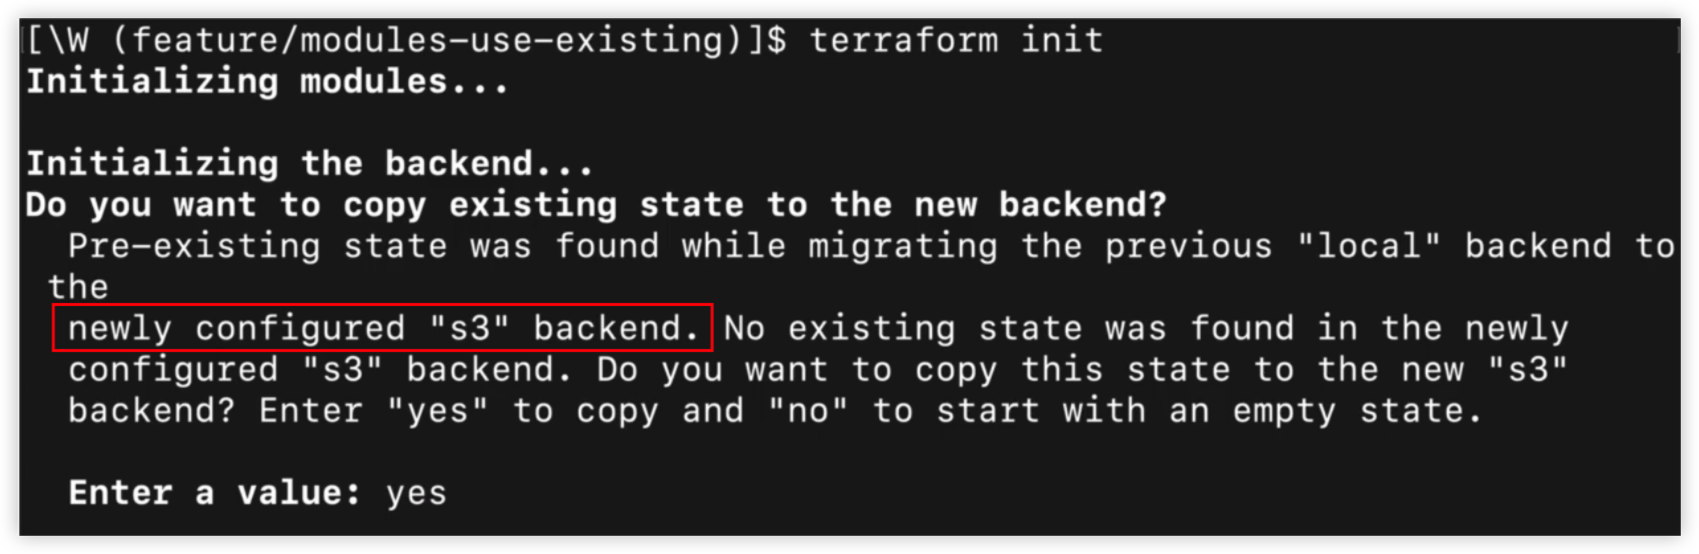 [\W (feature/modules-use-existing)]$ terraform init
Initializing modules...
Initializing the backend...
Do you want to copy existing state to the new backend?
Pre-existing state was found while migrating the previous "local" backend to
the
newly configured "s3" backend. No existing state was found in the newly
configured "s3" backend. Do you want to copy this state to the new "s3"
backend? Enter "yes" to copy and "no" to start with an empty state.
Enter a value: yes